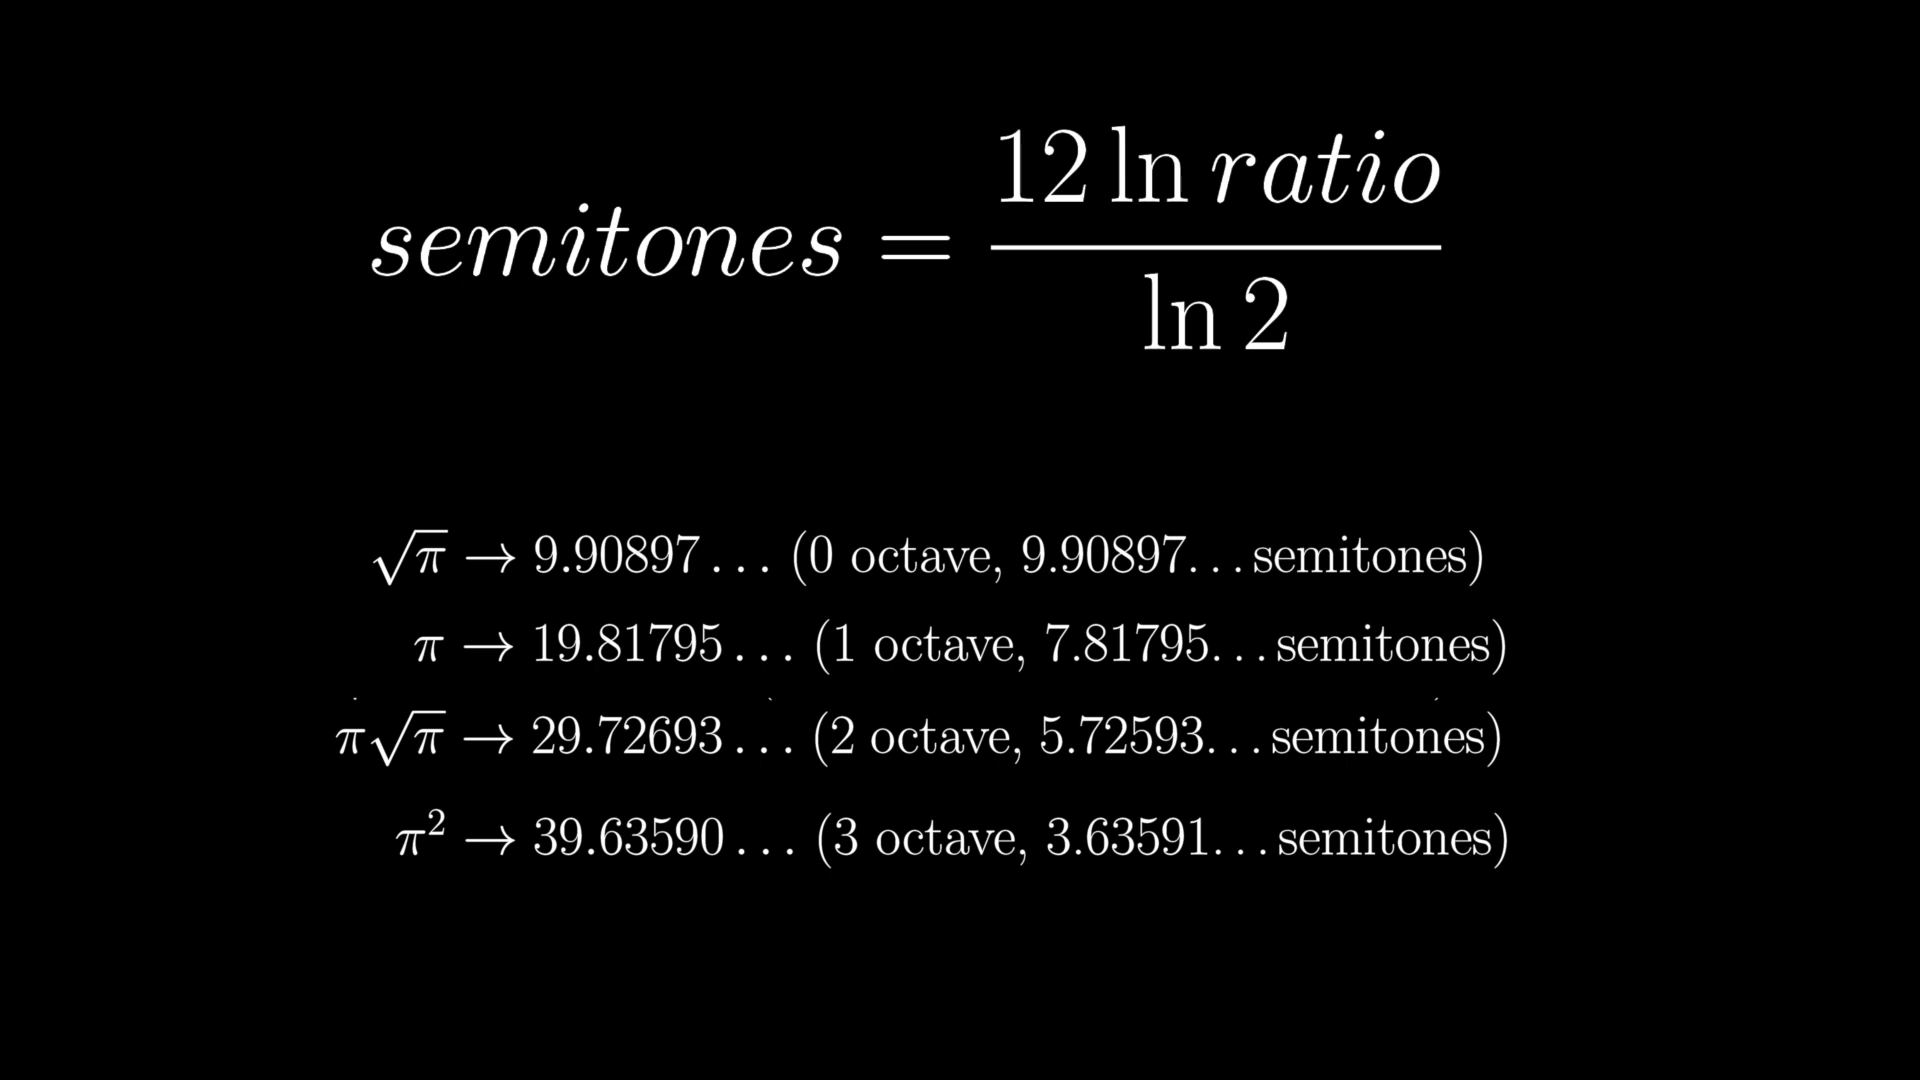 semitones = 12 ln ratio / ln 2
√π → 9.90897... (0 octave, 9.90897...semitones)
π → 19.81795... (1 octave, 7.81795...semitones)
π√π → 29.72693... (2 octave, 5.72593...semitones)
π² → 39.63590... (3 octave, 3.63591...semitones)